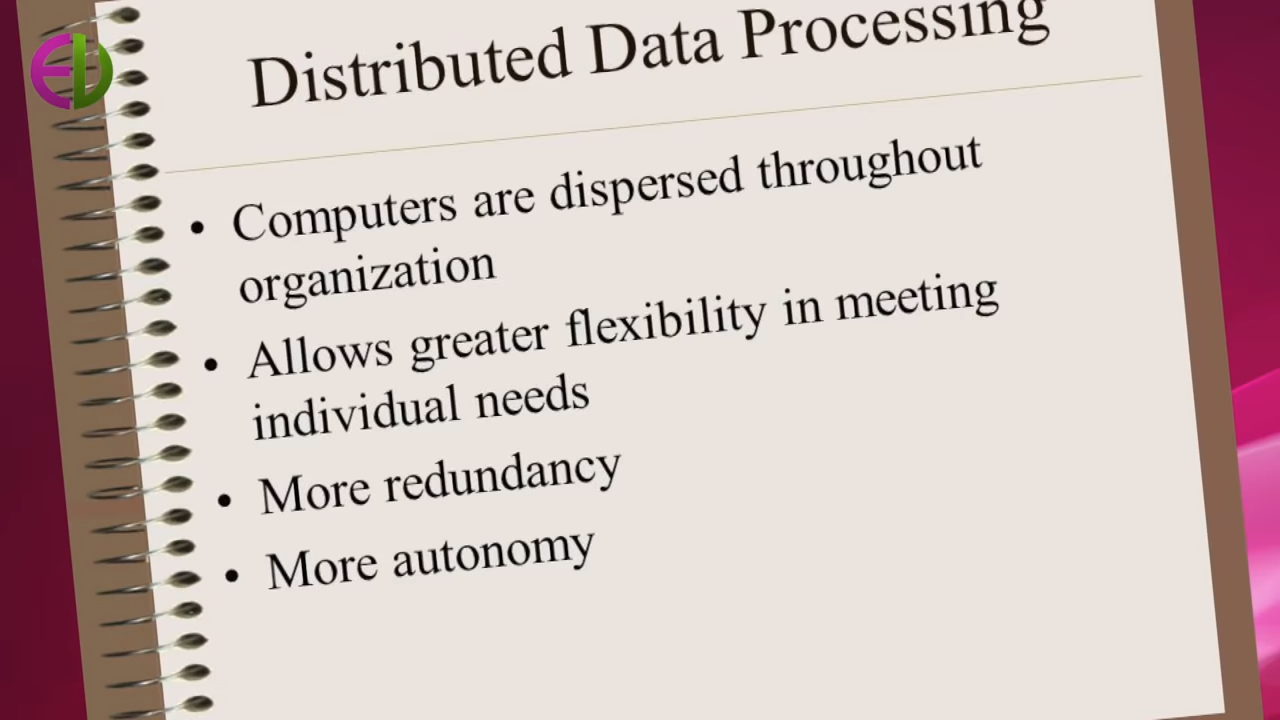 Distributed Data Processing
• Computers are dispersed throughout
organization
• Allows greater flexibility in meeting
individual needs
• More redundancy
• More autonomy